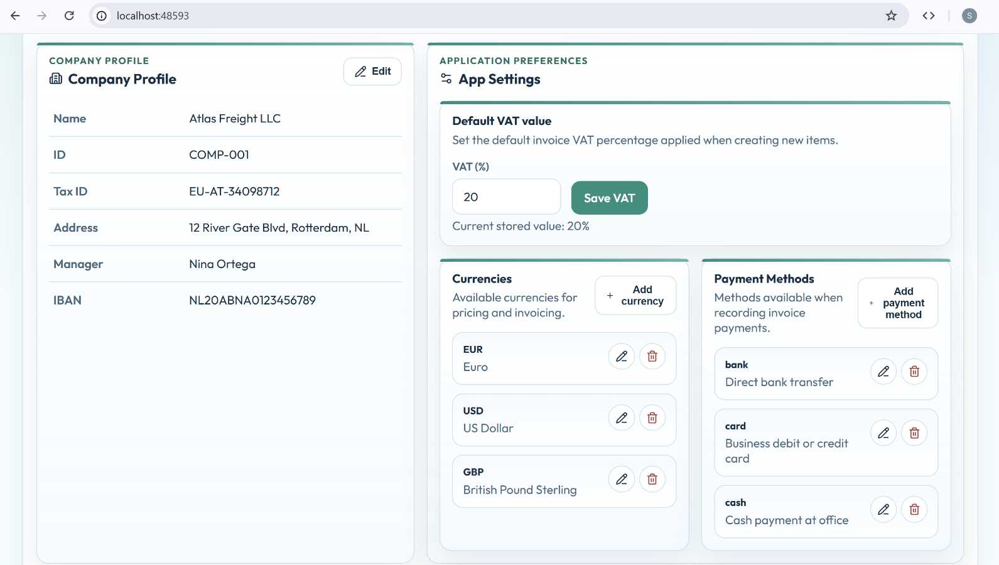 localhost:48593
S
COMPANY PROFILE
Company Profile
Edit
Name
Atlas Freight LLC
ID
COMP-001
Tax ID
EU-AT-34098712
Address
12 River Gate Blvd, Rotterdam, NL
Manager
Nina Ortega
IBAN
NL20ABNA0123456789
APPLICATION PREFERENCES
App Settings
Default VAT value
Set the default invoice VAT percentage applied when creating new items.
VAT (%)
20
Save VAT
Current stored value: 20%
Currencies
Available currencies for
pricing and invoicing.
+ Add
currency
EUR
Euro
USD
US Dollar
GBP
British Pound Sterling
Payment Methods
Methods available when
recording invoice
payments.
Add
+ payment
method
bank
Direct bank transfer
card
Business debit or credit
card
cash
Cash payment at office